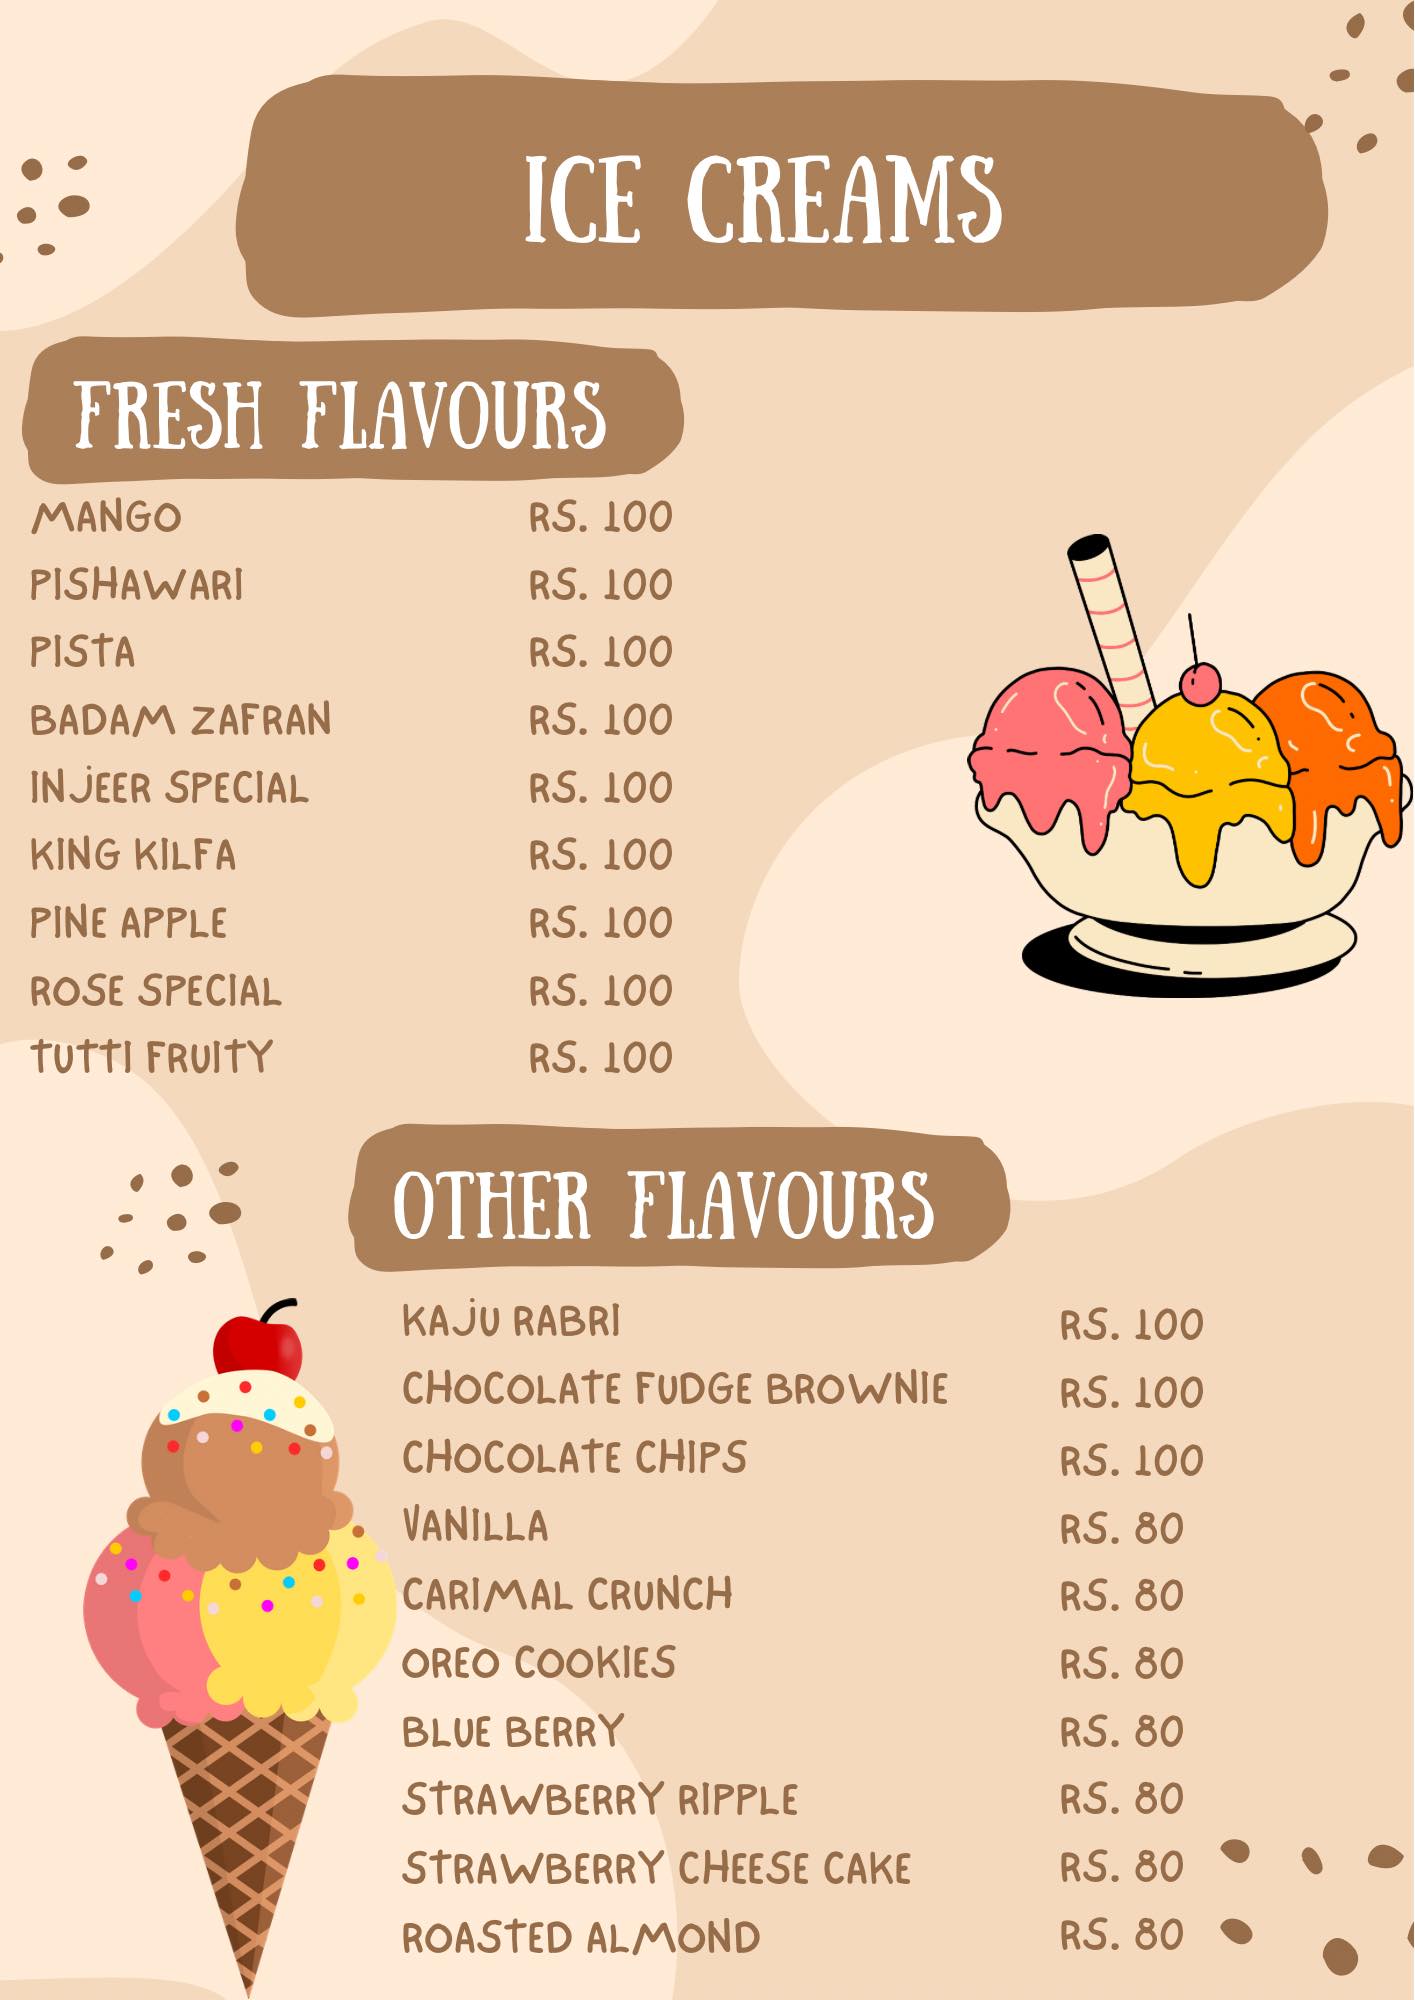 ICE CREAMS
FRESH FLAVOURS
MANGO RS. 100
PISHAWARI RS. 100
PISTA RS. 100
BADAM ZAFRAN RS. 100
INJEER SPECIAL RS. 100
KING KILFA RS. 100
PINE APPLE RS. 100
ROSE SPECIAL RS. 100
TUTTI FRUITY RS. 100
OTHER FLAVOURS
KAJU RABRI RS. 100
CHOCOLATE FUDGE BROWNIE RS. 100
CHOCOLATE CHIPS RS. 100
VANILLA RS. 80
CARIMAL CRUNCH RS. 80
OREO COOKIES RS. 80
BLUE BERRY RS. 80
STRAWBERRY RIPPLE RS. 80
STRAWBERRY CHEESE CAKE RS. 80
ROASTED ALMOND RS. 80